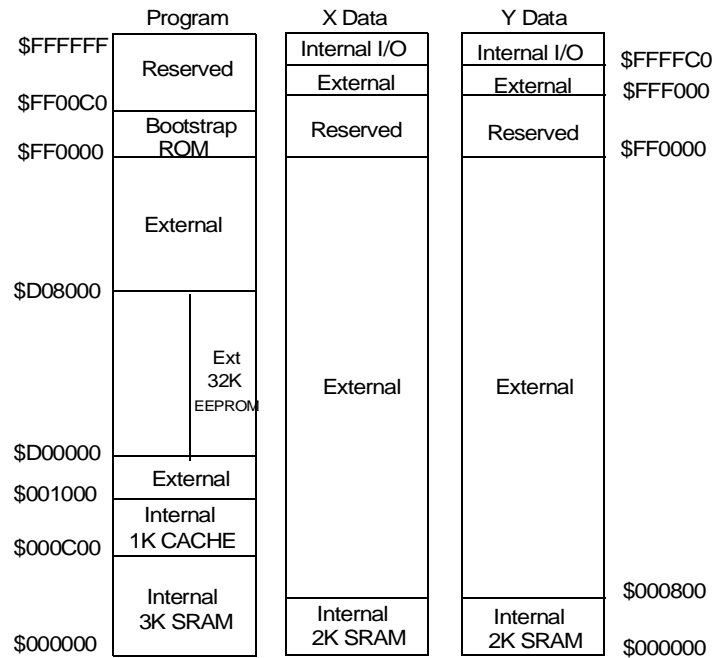 Program
X Data
Y Data
$FFFFFF
Reserved
$FF00C0
Bootstrap
ROM
$FF0000
External
$D08000
Ext
32K
EEPROM
$D00000
External
$001000
Internal
1K CACHE
$000C00
Internal
3K SRAM
$000000
Internal I/O
External
Reserved
External
Internal
2K SRAM
Internal I/O
External
Reserved
External
Internal
2K SRAM
$FFFFC0
$FFF000
$FF0000
$000800
$000000